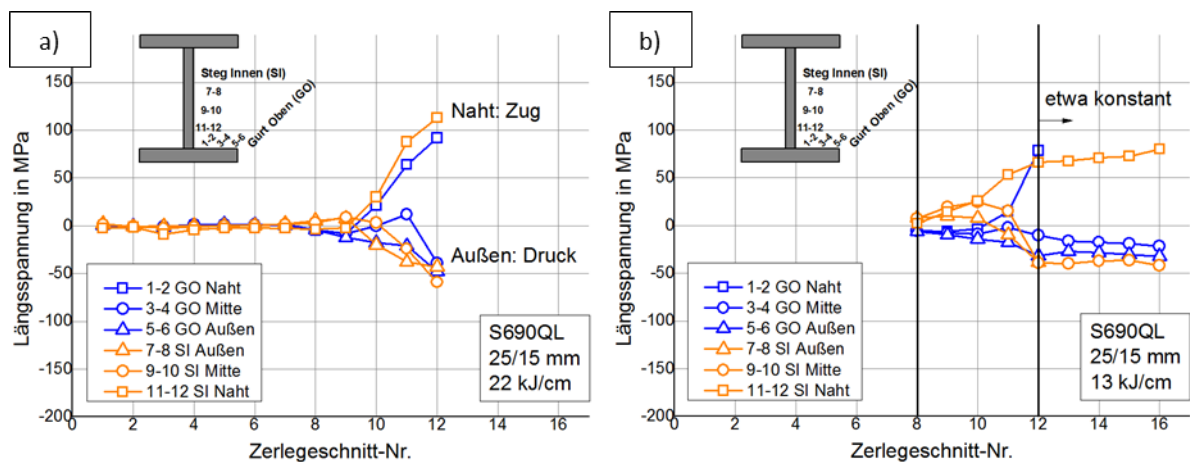 a)
150
100
50
0
-50
-100
-150
-200
0
2
4
6
8
10
12
14
16
Längsspannung in MPa
Zerlegeschnitt-Nr.
Steg Innen (SI)
7-8
9-10
11-12
1-2 3-4 5-6 Gurt Oben (GO)
Naht: Zug
Außen: Druck
1-2 GO Naht
3-4 GO Mitte
5-6 GO Außen
7-8 SI Außen
9-10 SI Mitte
11-12 SI Naht
S690QL
25/15 mm
22 kJ/cm
b)
150
100
50
0
-50
-100
-150
-200
0
2
4
6
8
10
12
14
16
Längsspannung in MPa
Zerlegeschnitt-Nr.
Steg Innen (SI)
7-8
9-10
11-12
1-2 3-4 5-6 Gurt Oben (GO)
etwa konstant
1-2 GO Naht
3-4 GO Mitte
5-6 GO Außen
7-8 SI Außen
9-10 SI Mitte
11-12 SI Naht
S690QL
25/15 mm
13 kJ/cm